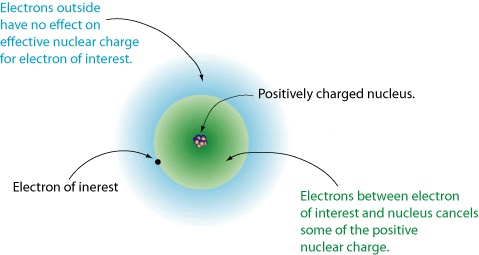 Electrons outside
have no effect on
effective nuclear charge
for electron of interest.
Positively charged nucleus.
Electron of inerest
Electrons between electron
of interest and nucleus cancels
some of the positive
nuclear charge.